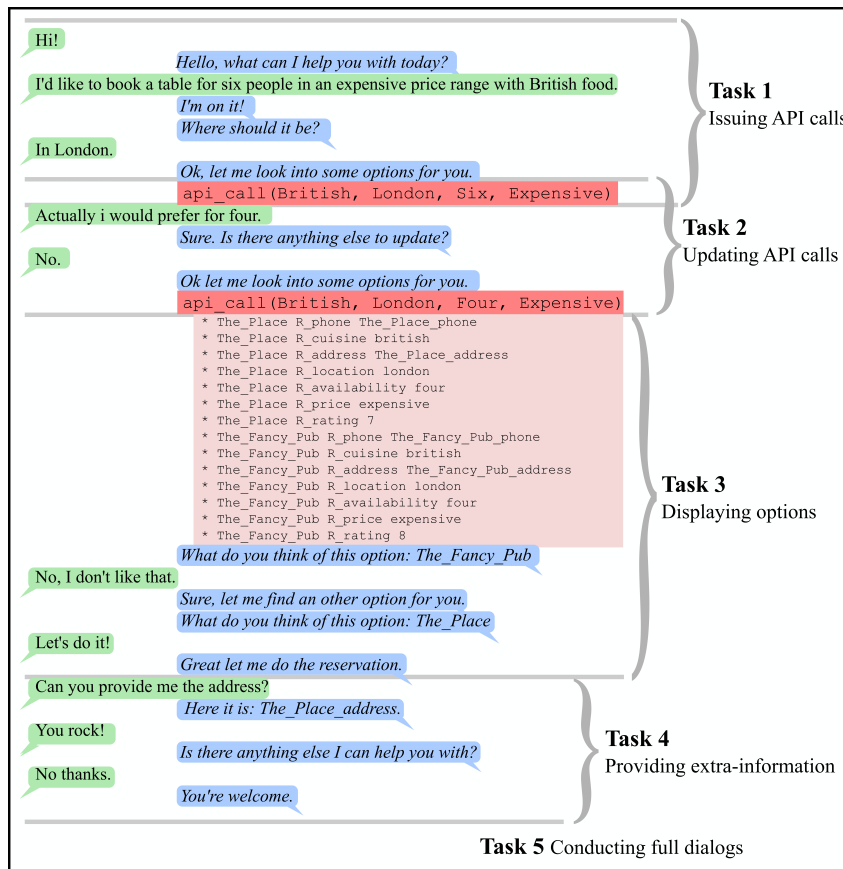 Hi!
Hello, what can I help you with today?
I'd like to book a table for six people in an expensive price range with British food.
I'm on it!
Where should it be?
In London.
Ok, let me look into some options for you.
api_call(British, London, Six, Expensive)
Task 1
Issuing API calls
Actually i would prefer for four.
Sure. Is there anything else to update?
No.
Ok let me look into some options for you.
api_call(British, London, Four, Expensive)
Task 2
Updating API calls
* The_Place R_phone The_Place_phone
* The_Place R_cuisine british
* The_Place R_address The_Place_address
* The_Place R_location london
* The_Place R_availability four
* The_Place R_price expensive
* The_Place R_rating 7
* The_Fancy_Pub R_phone The_Fancy_Pub_phone
* The_Fancy_Pub R_cuisine british
* The_Fancy_Pub R_address The_Fancy_Pub_address
* The_Fancy_Pub R_location london
* The_Fancy_Pub R_availability four
* The_Fancy_Pub R_price expensive
* The_Fancy_Pub R_rating 8
What do you think of this option: The_Fancy_Pub
No, I don't like that.
Sure, let me find an other option for you.
What do you think of this option: The_Place
Let's do it!
Great let me do the reservation.
Task 3
Displaying options
Can you provide me the address?
Here it is: The_Place_address.
You rock!
Is there anything else I can help you with?
No thanks.
You're welcome.
Task 4
Providing extra-information
Task 5 Conducting full dialogs